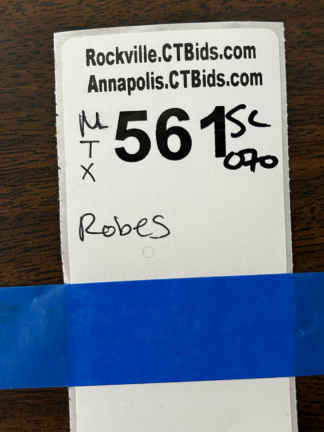 Rockville.CTBids.com
Annapolis.CTBids.com
M
T
X
561
SC
070
Robes